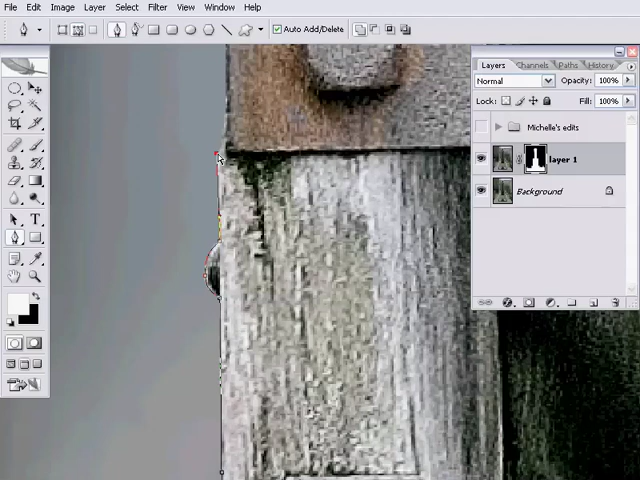 File Edit Image Layer Select Filter View Window Help
Auto Add/Delete
Layers Channels Paths History
Normal Opacity: 100%
Lock: Fill: 100%
Michelle's edits
layer 1
Background
T